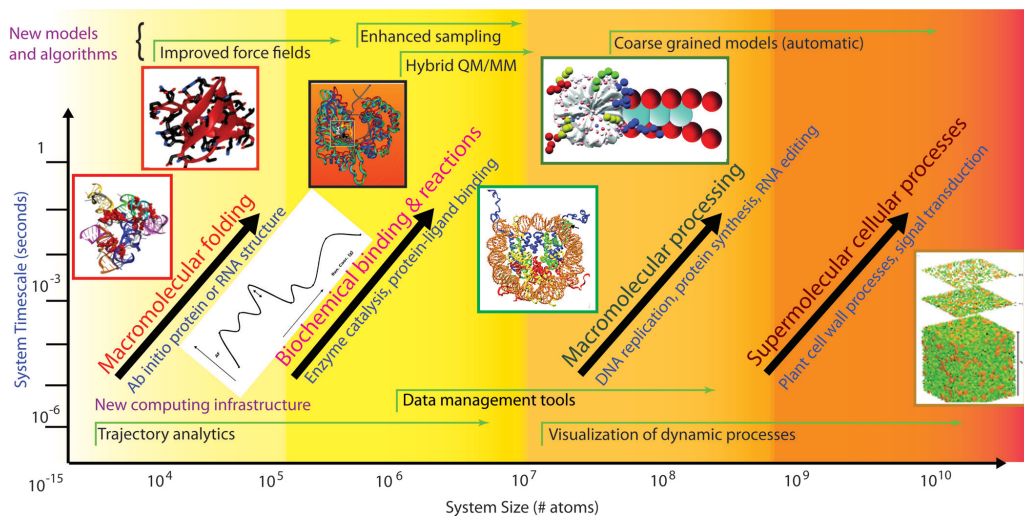 New models
and algorithms
Improved force fields
Enhanced sampling
Hybrid QM/MM
Coarse grained models (automatic)
System Timescale (seconds)
1
10-3
10-6
10-15
Macromolecular folding
Ab initio protein or RNA structure
Biochemical binding & reactions
Enzyme catalysis, protein-ligand binding
Macromolecular processing
DNA replication, protein synthesis, RNA editing
Supermolecular cellular processes
Plant cell wall processes, signal transduction
New computing infrastructure
Trajectory analytics
Data management tools
Visualization of dynamic processes
104
105
106
107
108
109
1010
System Size (# atoms)